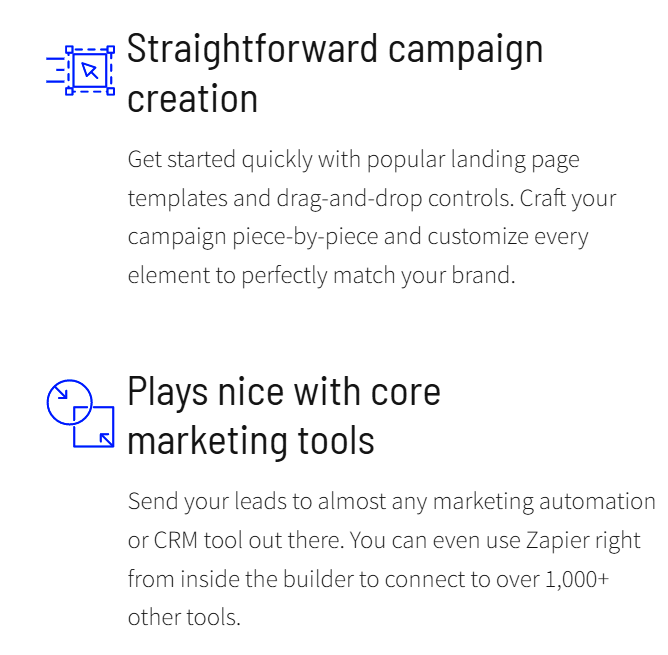 Straightforward campaign
creation
Get started quickly with popular landing page
templates and drag-and-drop controls. Craft your
campaign piece-by-piece and customize every
element to perfectly match your brand.
Plays nice with core
marketing tools
Send your leads to almost any marketing automation
or CRM tool out there. You can even use Zapier right
from inside the builder to connect to over 1,000+
other tools.